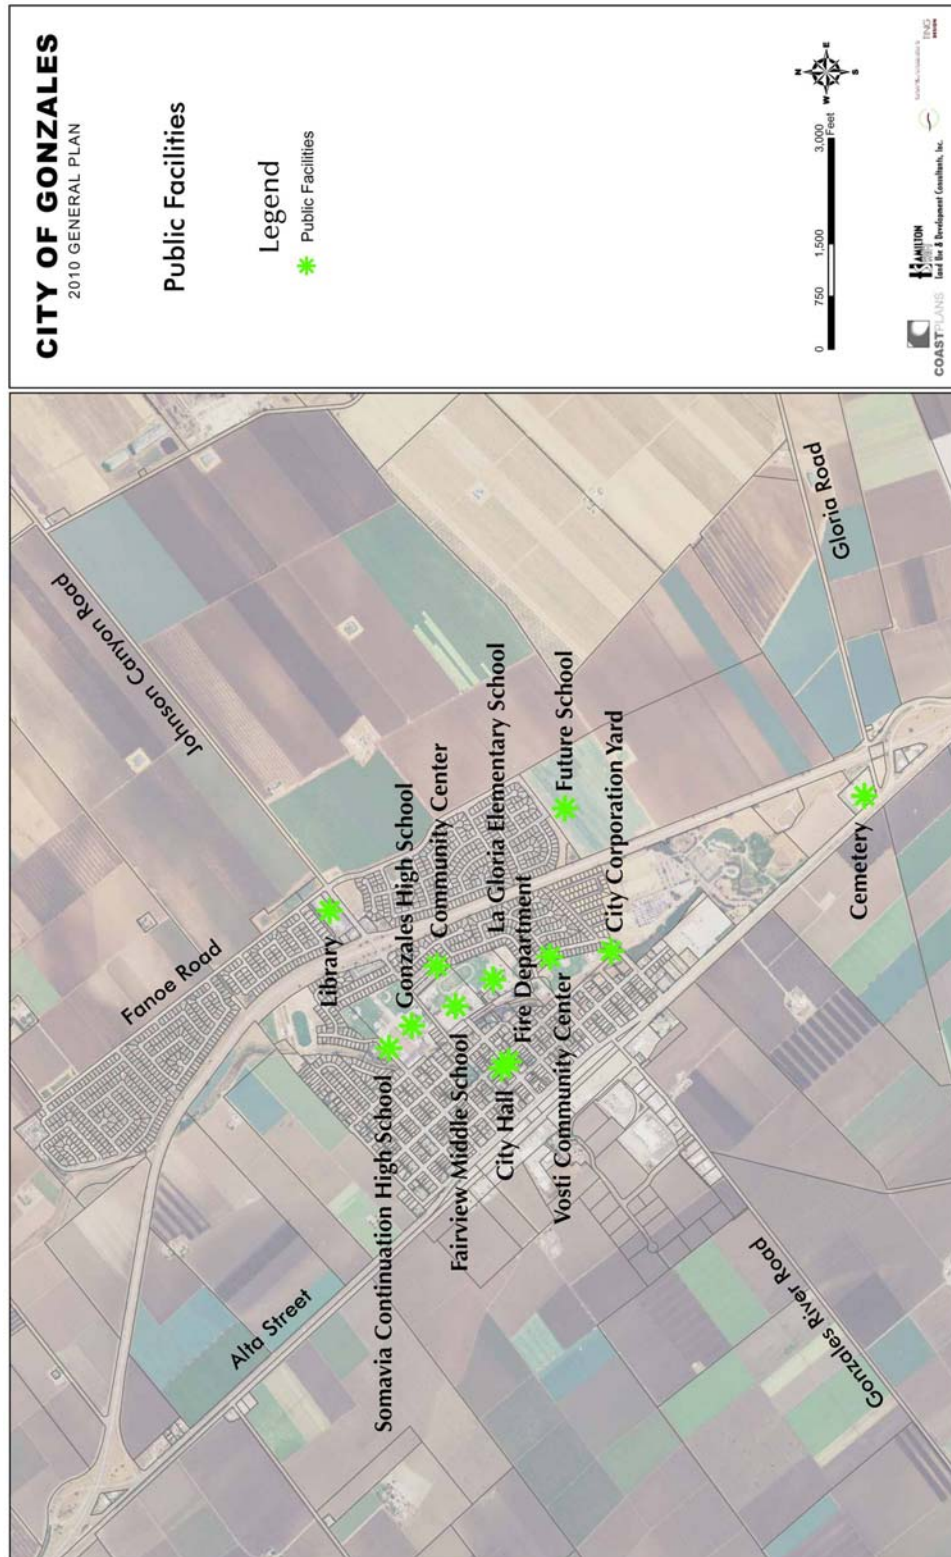 CITY OF GONZALES
2010 GENERAL PLAN
Public Facilities
Legend
Public Facilities
N
W
E
S
0
750
1,500
3,000
Feet
COASTPLANS
HAMILTON
Land Use & Development Consultants, Inc.
TING
DESIGN
Johnson Canyon Road
Fanoe Road
Library
Gonzales High School
Community Center
La Gloria Elementary School
Future School
Gloria Road
Somavia Continuation High School
Fairview Middle School
City Hall
Fire Department
Vosti Community Center
City Corporation Yard
Cemetery
Alta Street
Gonzales River Road